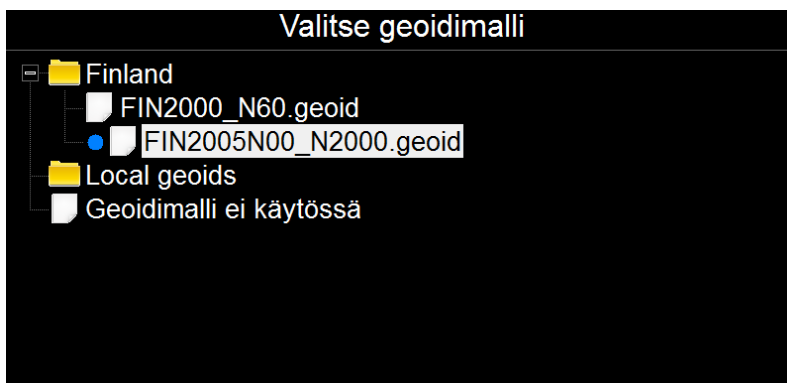 Valitse geoidimalli
Finland
FIN2000_N60.geoid
FIN2005N00_N2000.geoid
Local geoids
Geoidimalli ei käytössä